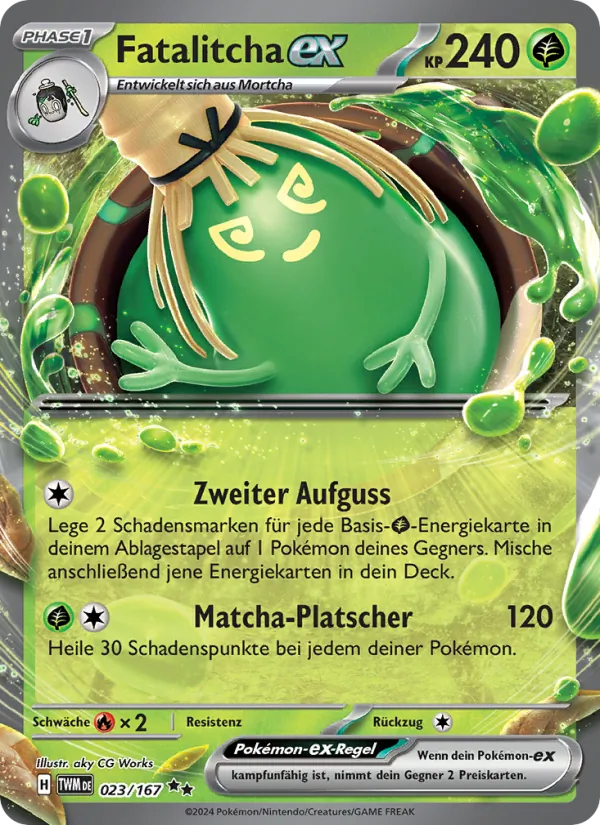 PHASE 1
Fatalitcha ex KP 240
Entwickelt sich aus Mortcha
Zweiter Aufguss
Lege 2 Schadensmarken für jede Basis- -Energiekarte in
deinem Ablagestapel auf 1 Pokémon deines Gegners. Mische
anschließend jene Energiekarten in dein Deck.
Matcha-Platscher 120
Heile 30 Schadenspunkte bei jedem deiner Pokémon.
Schwäche ×2 Resistenz Rückzug
Illustr. aky CG Works
Pokémon-ex-Regel Wenn dein Pokémon-ex
kampfunfähig ist, nimmt dein Gegner 2 Preiskarten.
H TWM DE 023/167
©2024 Pokémon/Nintendo/Creatures/GAME FREAK